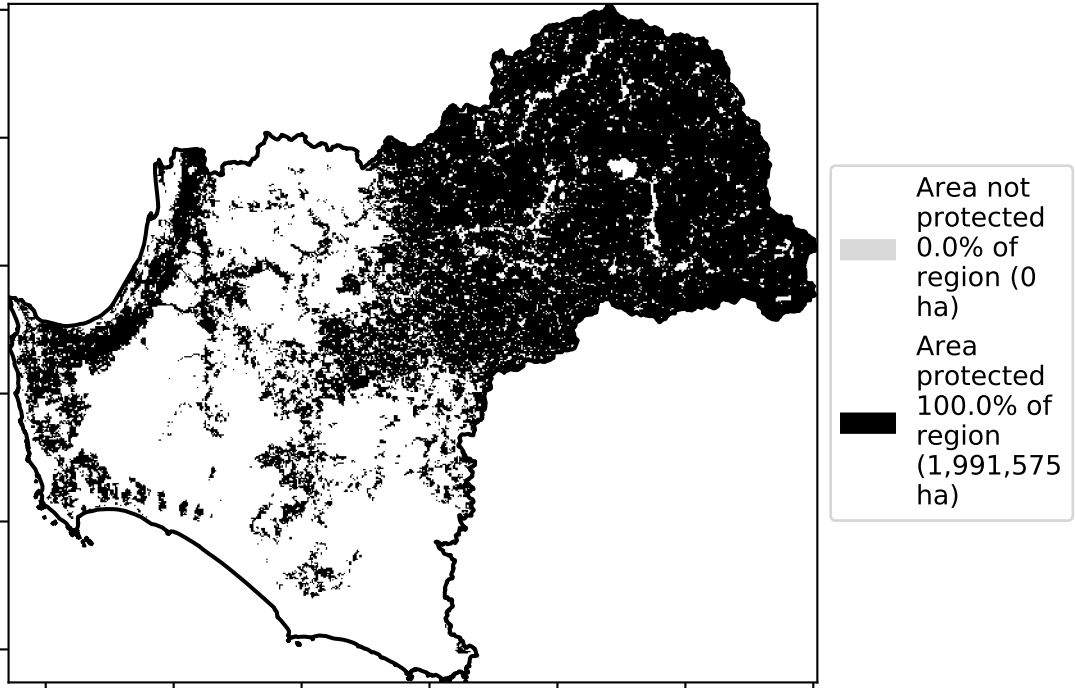 Area not
protected
0.0% of
region (0
ha)
Area
protected
100.0% of
region
(1,991,575
ha)